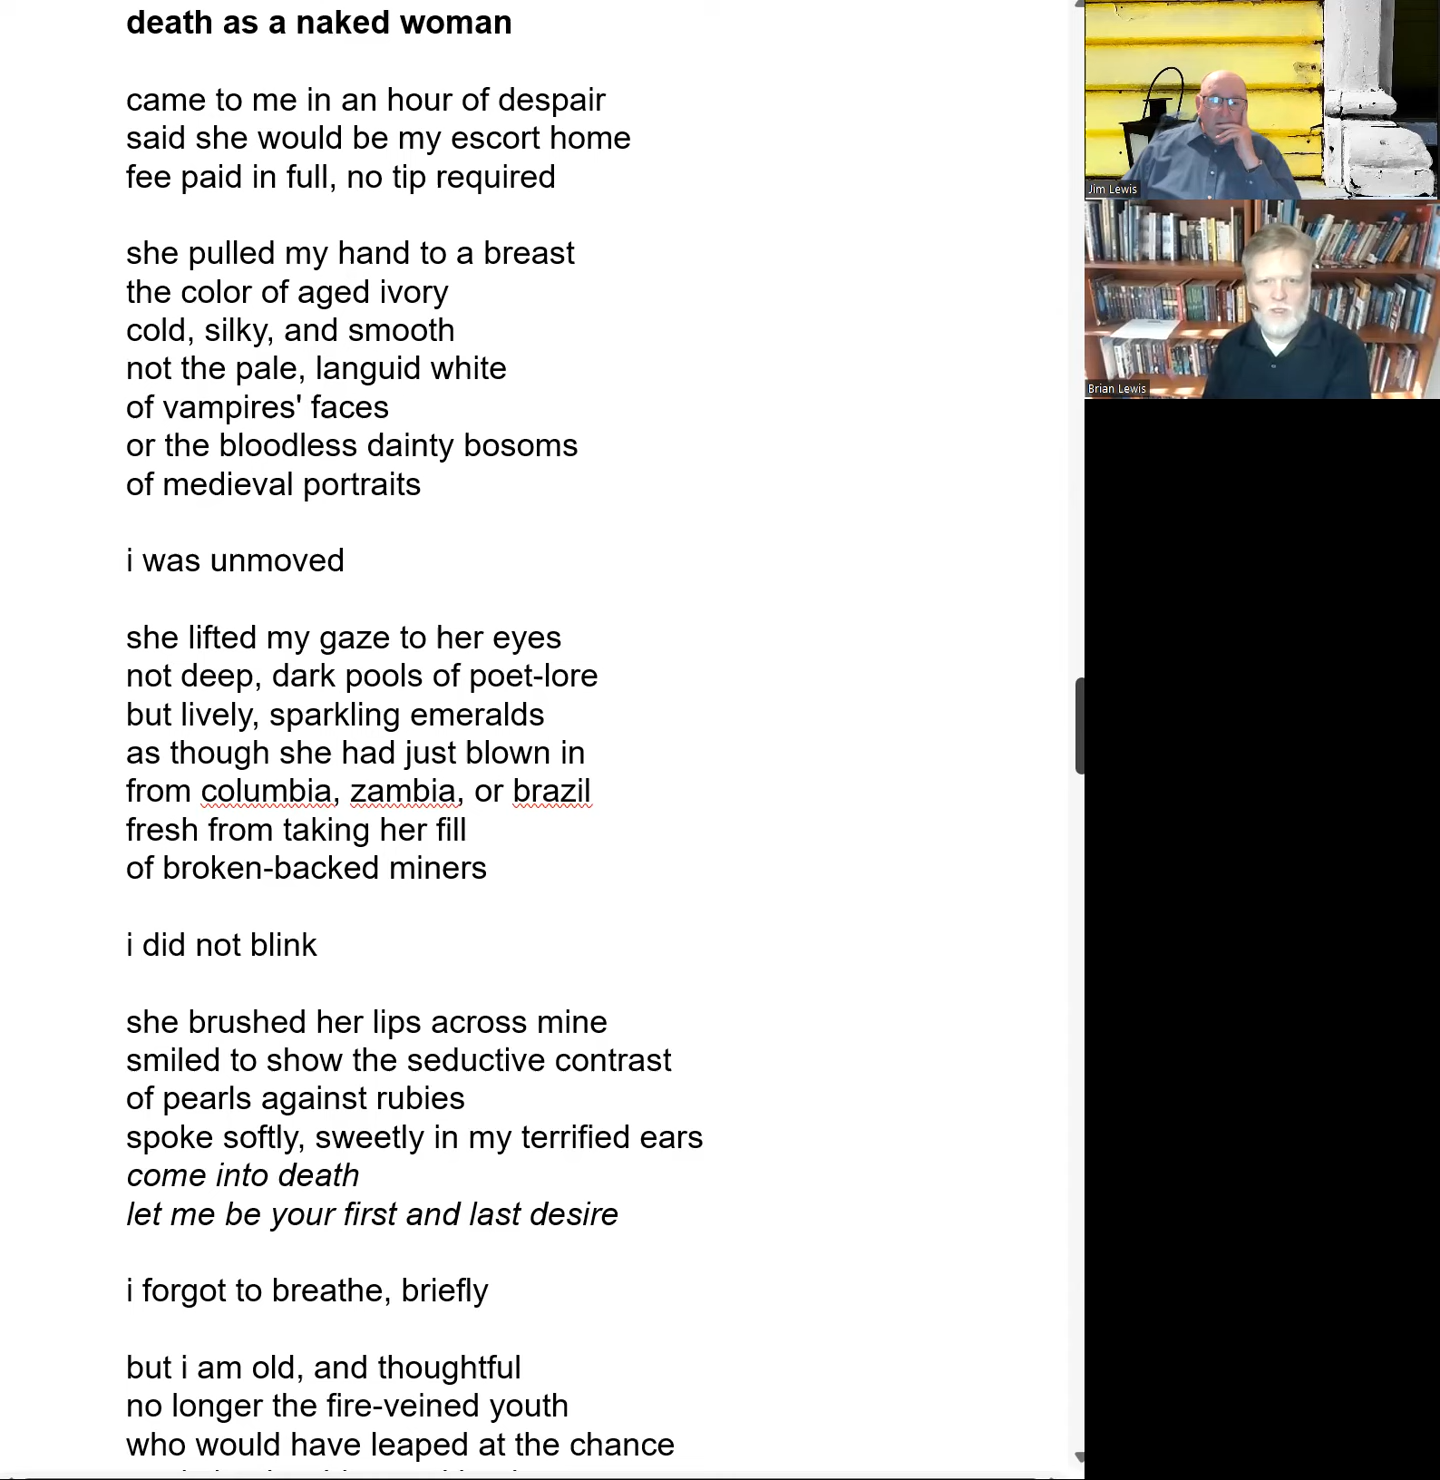 death as a naked woman
came to me in an hour of despair
said she would be my escort home
fee paid in full, no tip required
she pulled my hand to a breast
the color of aged ivory
cold, silky, and smooth
not the pale, languid white
of vampires' faces
or the bloodless dainty bosoms
of medieval portraits
i was unmoved
she lifted my gaze to her eyes
not deep, dark pools of poet-lore
but lively, sparkling emeralds
as though she had just blown in
from columbia, zambia, or brazil
fresh from taking her fill
of broken-backed miners
i did not blink
she brushed her lips across mine
smiled to show the seductive contrast
of pearls against rubies
spoke softly, sweetly in my terrified ears
come into death
let me be your first and last desire
i forgot to breathe, briefly
but i am old, and thoughtful
no longer the fire-veined youth
who would have leaped at the chance
Jim Lewis
Brian Lewis